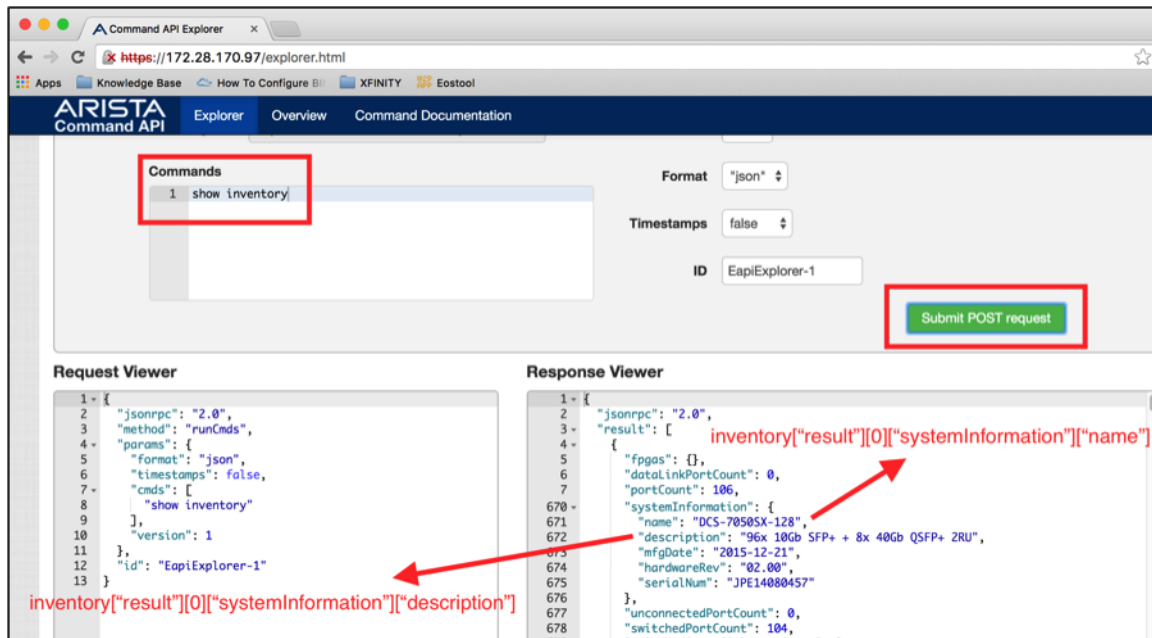 Command API Explorer
https://172.28.170.97/explorer.html
Apps Knowledge Base How To Configure XFINITY Eostool
ARISTA
Command API
Explorer Overview Command Documentation
Commands
1 show inventory
Format "json"
Timestamps false
ID EapiExplorer-1
Submit POST request
Request Viewer
1 {
2 "jsonrpc": "2.0",
3 "method": "runCmds",
4 "params": {
5 "format": "json",
6 "timestamps": false,
7 "cmds": [
8 "show inventory"
9 ],
10 "version": 1
11 },
12 "id": "EapiExplorer-1"
13 }
inventory["result"][0]["systemInformation"]["description"]
Response Viewer
1 {
2 "jsonrpc": "2.0",
3 "result": [
inventory["result"][0]["systemInformation"]["name"]
4 {
5 "fpgas": {},
6 "dataLinkPortCount": 0,
7 "portCount": 106,
670 "systemInformation": {
671 "name": "DCS-7050SX-128",
672 "description": "96x 10Gb SFP+ + 8x 40Gb QSFP+ 2RU",
673 "mfgDate": "2015-12-21",
674 "hardwareRev": "02.00",
675 "serialNum": "JPE14080457"
676 },
677 "unconnectedPortCount": 0,
678 "switchedPortCount": 104,